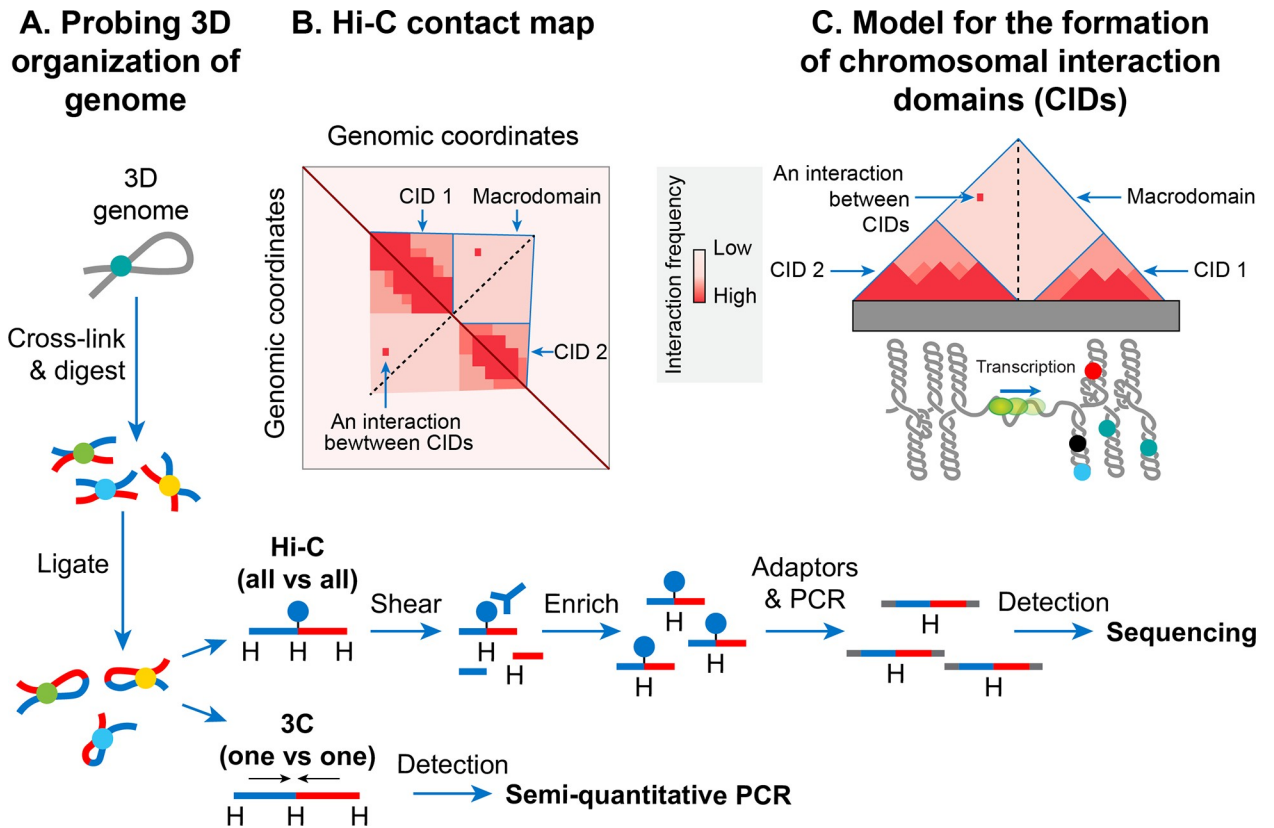 A. Probing 3D
organization of
genome
3D
genome
Cross-link
& digest
Ligate
Hi-C
(all vs all)
H H H
Shear
H
H
Enrich
H
H
H
Adaptors
& PCR
H
H
H
Detection
Sequencing
3C
(one vs one)
H H H
Detection
Semi-quantitative PCR
B. Hi-C contact map
Genomic coordinates
Genomic coordinates
CID 1
Macrodomain
CID 2
An interaction
bewtween CIDs
Interaction frequency
Low
High
C. Model for the formation
of chromosomal interaction
domains (CIDs)
An interaction
between
CIDs
Macrodomain
CID 2
CID 1
Transcription